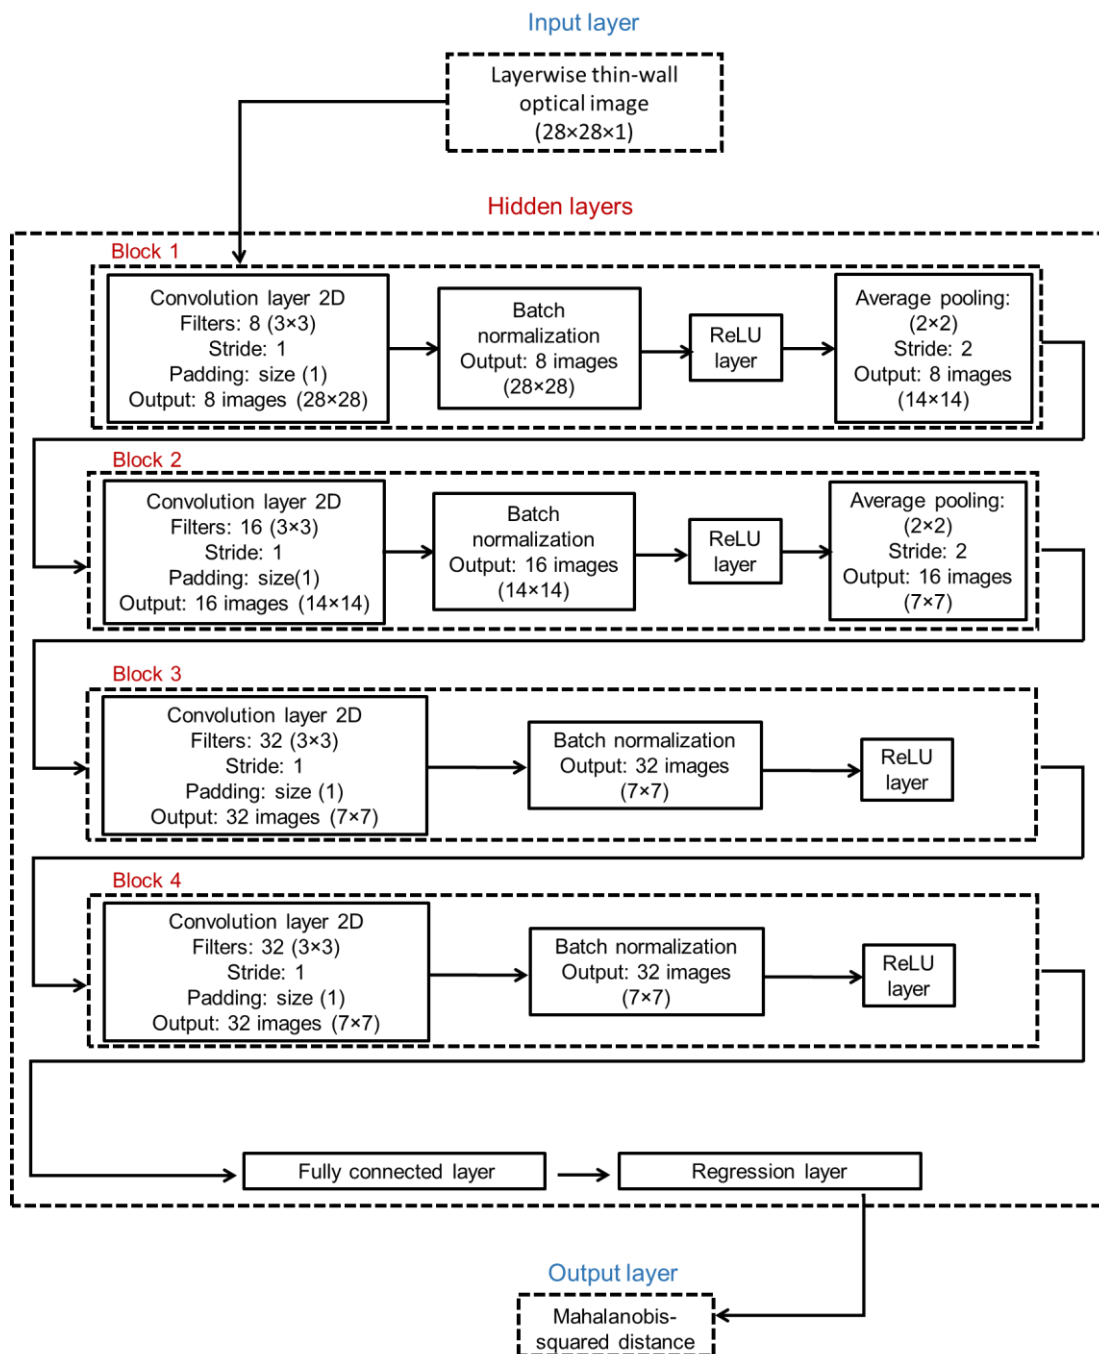 Input layer
Layerwise thin-wall
optical image
(28×28×1)
Hidden layers
Block 1
Convolution layer 2D
Filters: 8 (3×3)
Stride: 1
Padding: size (1)
Output: 8 images (28×28)
Batch
normalization
Output: 8 images
(28×28)
ReLU
layer
Average pooling:
(2×2)
Stride: 2
Output: 8 images
(14×14)
Block 2
Convolution layer 2D
Filters: 16 (3×3)
Stride: 1
Padding: size(1)
Output: 16 images (14×14)
Batch
normalization
Output: 16 images
(14×14)
ReLU
layer
Average pooling:
(2×2)
Stride: 2
Output: 16 images
(7×7)
Block 3
Convolution layer 2D
Filters: 32 (3×3)
Stride: 1
Padding: size (1)
Output: 32 images (7×7)
Batch normalization
Output: 32 images
(7×7)
ReLU
layer
Block 4
Convolution layer 2D
Filters: 32 (3×3)
Stride: 1
Padding: size (1)
Output: 32 images (7×7)
Batch normalization
Output: 32 images
(7×7)
ReLU
layer
Fully connected layer
Regression layer
Output layer
Mahalanobis-
squared distance